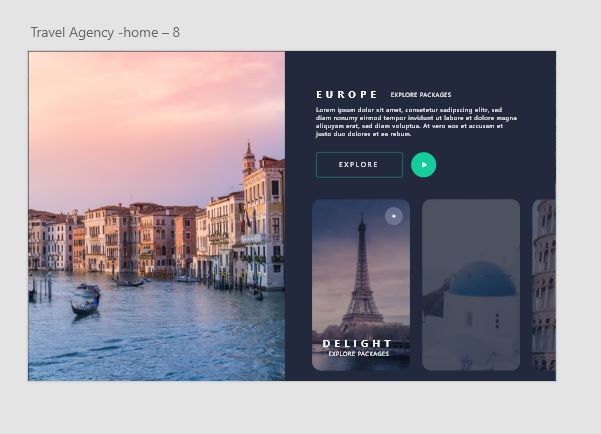 Travel Agency -home – 8
EUROPE EXPLORE PACKAGES
Lorem ipsum dolor sit amet, consetetur sadipscing elitr, sed
diam nonumy eirmod tempor invidunt ut labore et dolore magna
aliquyam erat, sed diam voluptua. At vero eos et accusam et
justo duo dolores et ea rebum.
EXPLORE
DELIGHT
EXPLORE PACKAGES